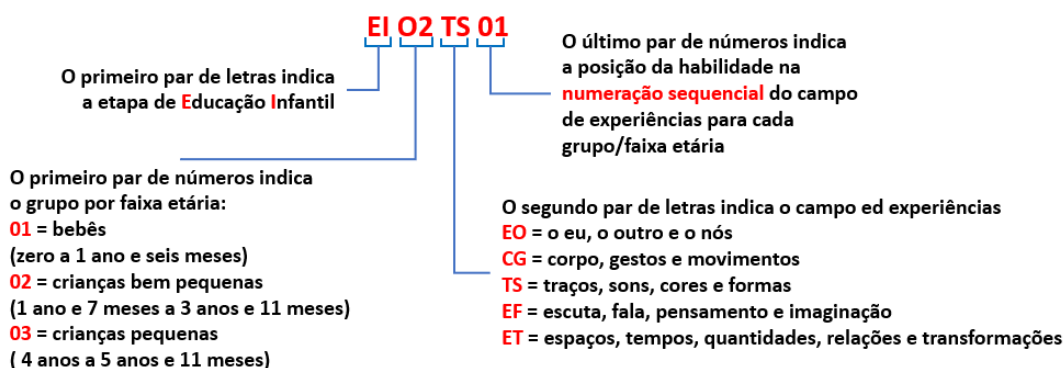 EI O2 TS 01
O primeiro par de letras indica
a etapa de Educação Infantil
O último par de números indica
a posição da habilidade na
numeração sequencial do campo
de experiências para cada
grupo/faixa etária
O primeiro par de números indica
o grupo por faixa etária:
01 = bebês
(zero a 1 ano e seis meses)
02 = crianças bem pequenas
(1 ano e 7 meses a 3 anos e 11 meses)
03 = crianças pequenas
( 4 anos a 5 anos e 11 meses)
O segundo par de letras indica o campo ed experiências
EO = o eu, o outro e o nós
CG = corpo, gestos e movimentos
TS = traços, sons, cores e formas
EF = escuta, fala, pensamento e imaginação
ET = espaços, tempos, quantidades, relações e transformações